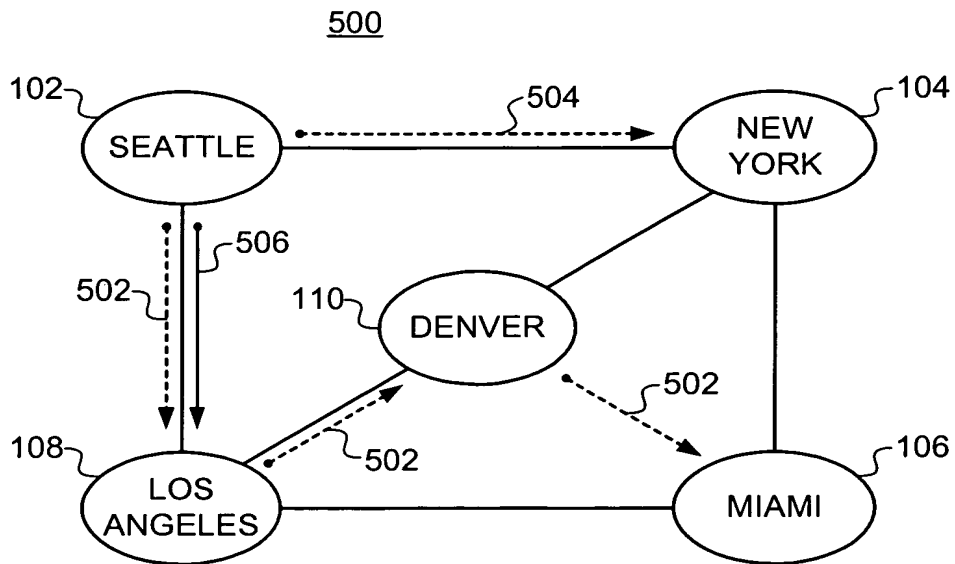 500
102
504
104
SEATTLE
NEW
YORK
506
502
110
DENVER
502
108
502
106
LOS
ANGELES
MIAMI